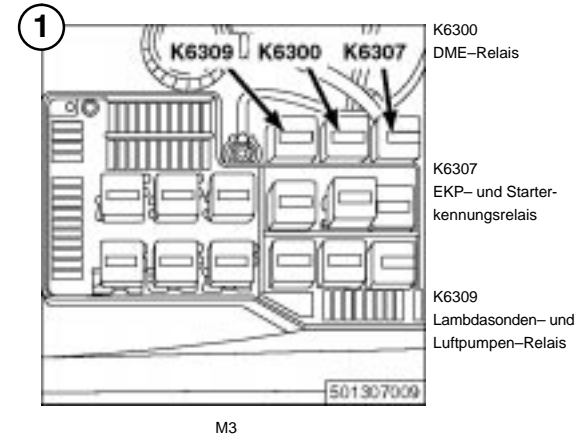 1
K6309 K6300 K6307
501307009
M3
K6300
DME–Relais
K6307
EKP– und Starter-
kennungsrelais
K6309
Lambdasonden– und
Luftpumpen–Relais